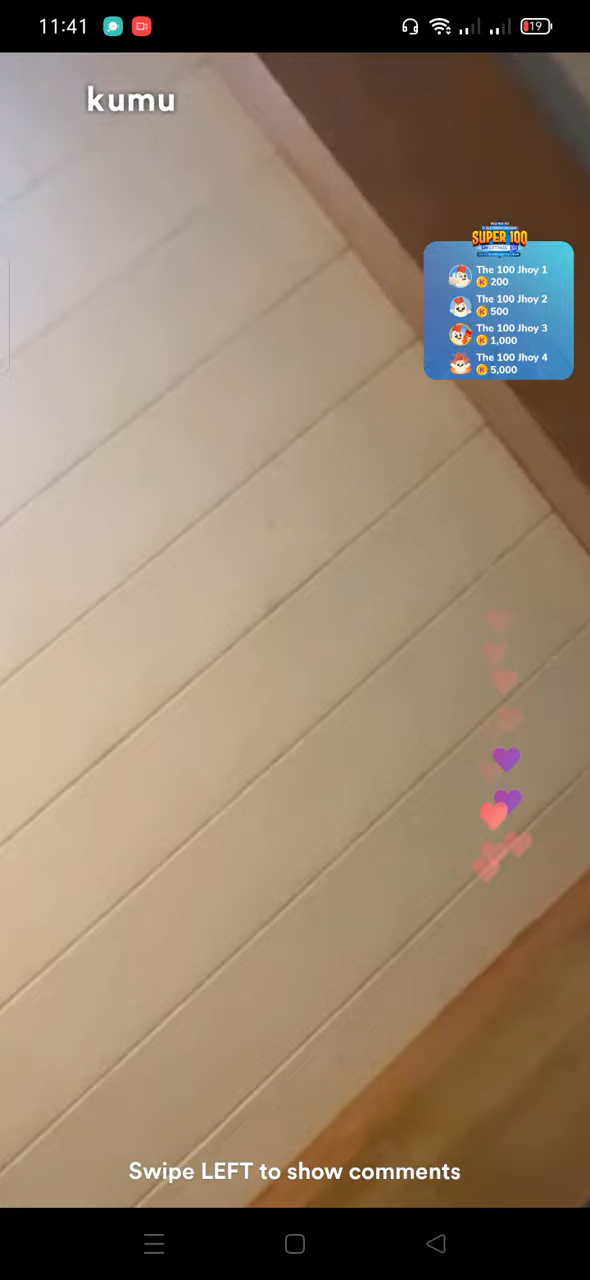 11:41
19
kumu
SUPER 100
The 100 Jhoy 1
K 200
The 100 Jhoy 2
K 500
The 100 Jhoy 3
K 1,000
The 100 Jhoy 4
K 5,000
Swipe LEFT to show comments